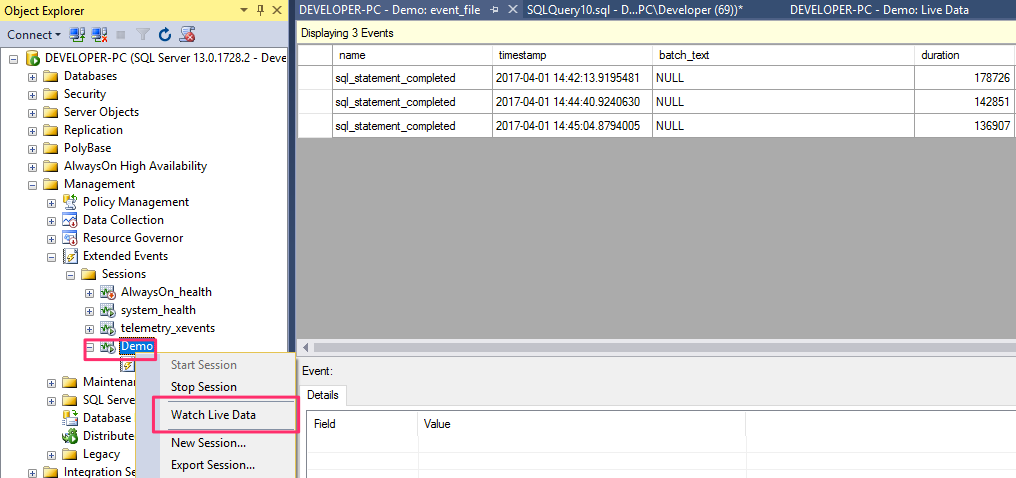 Object Explorer
Connect
DEVELOPER-PC (SQL Server 13.0.1728.2 - Deve
Databases
Security
Server Objects
Replication
PolyBase
AlwaysOn High Availability
Management
Policy Management
Data Collection
Resource Governor
Extended Events
Sessions
AlwaysOn_health
system_health
telemetry_xevents
Demo
Maintenan
SQL Serve
Database
Distribute
Legacy
Integration Se
Start Session
Stop Session
Watch Live Data
New Session...
Export Session...
DEVELOPER-PC - Demo: event_file SQLQuery10.sql - D...PC\Developer (69))* DEVELOPER-PC - Demo: Live Data
Displaying 3 Events
name timestamp batch_text duration
sql_statement_completed 2017-04-01 14:42:13.9195481 NULL 178726
sql_statement_completed 2017-04-01 14:44:40.9240630 NULL 142851
sql_statement_completed 2017-04-01 14:45:04.8794005 NULL 136907
Event:
Details
Field Value